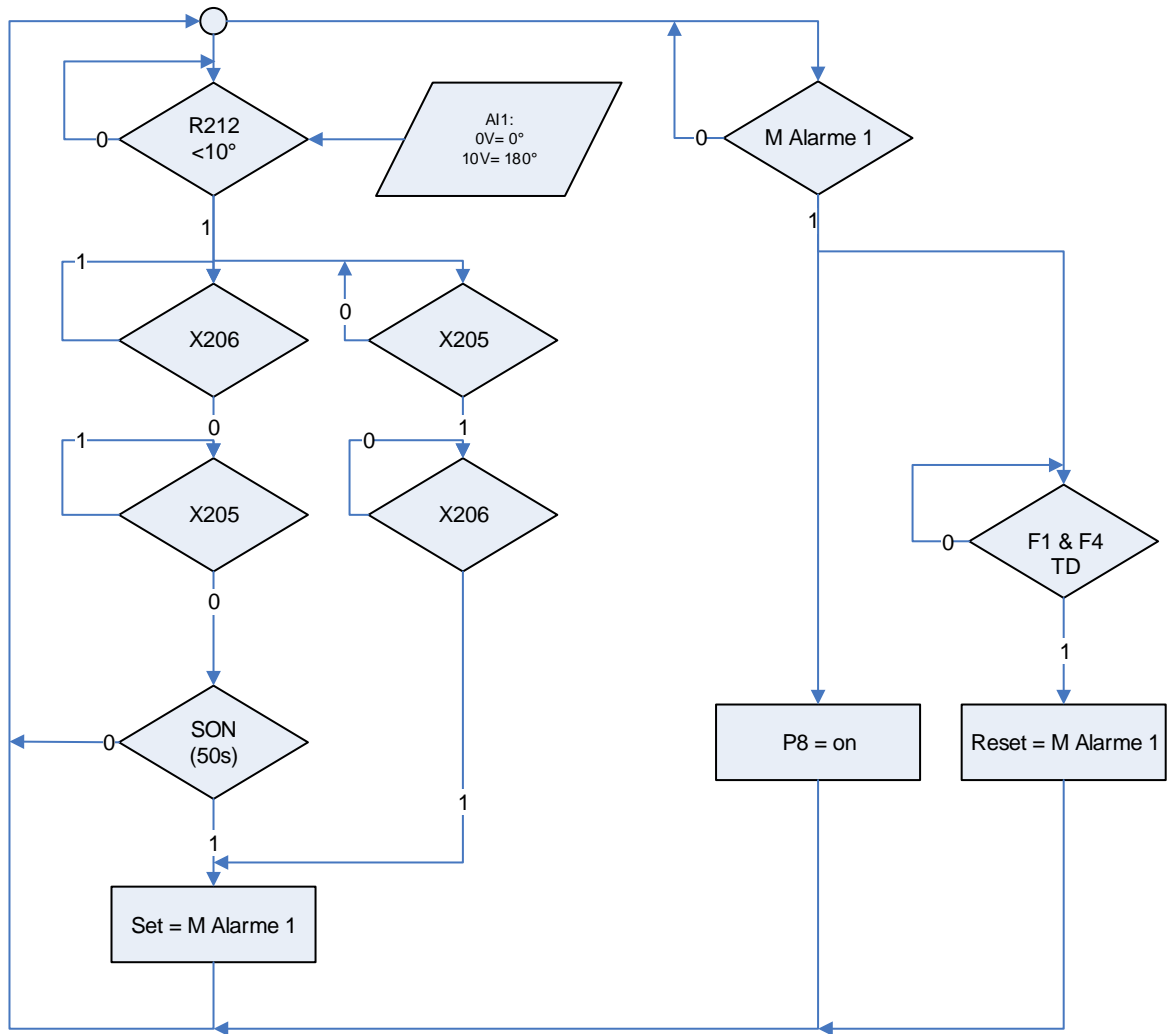 R212
<10°
0
AI1:
0V= 0°
10V= 180°
M Alarme 1
0
1
1
1
X206
0
X205
0
1
0
1
X205
0
X206
0
F1 & F4
TD
0
1
SON
(50s)
0
P8 = on
Reset = M Alarme 1
1
1
Set = M Alarme 1